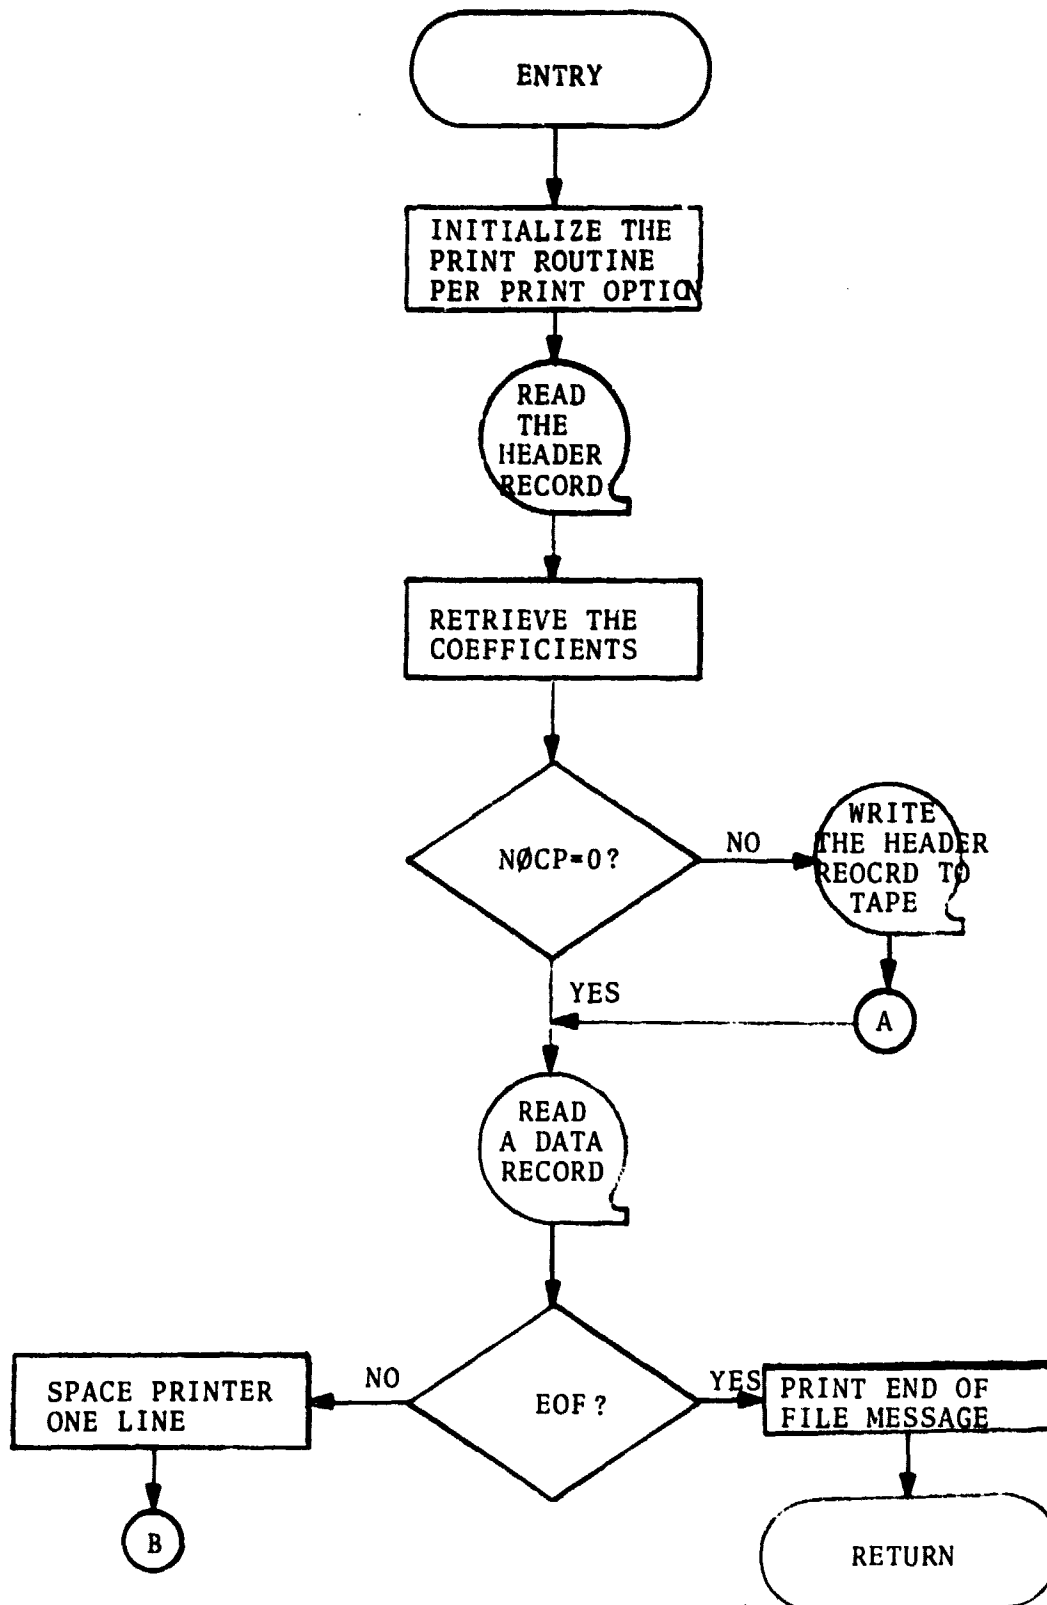 ENTRY
INITIALIZE THE
PRINT ROUTINE
PER PRINT OPTION
READ
THE
HEADER
RECORD
RETRIEVE THE
COEFFICIENTS
NØCP=0?
NO
WRITE
THE HEADER
REOCRD TO
TAPE
YES
A
READ
A DATA
RECORD
EOF?
NO
SPACE PRINTER
ONE LINE
B
YES
PRINT END OF
FILE MESSAGE
RETURN